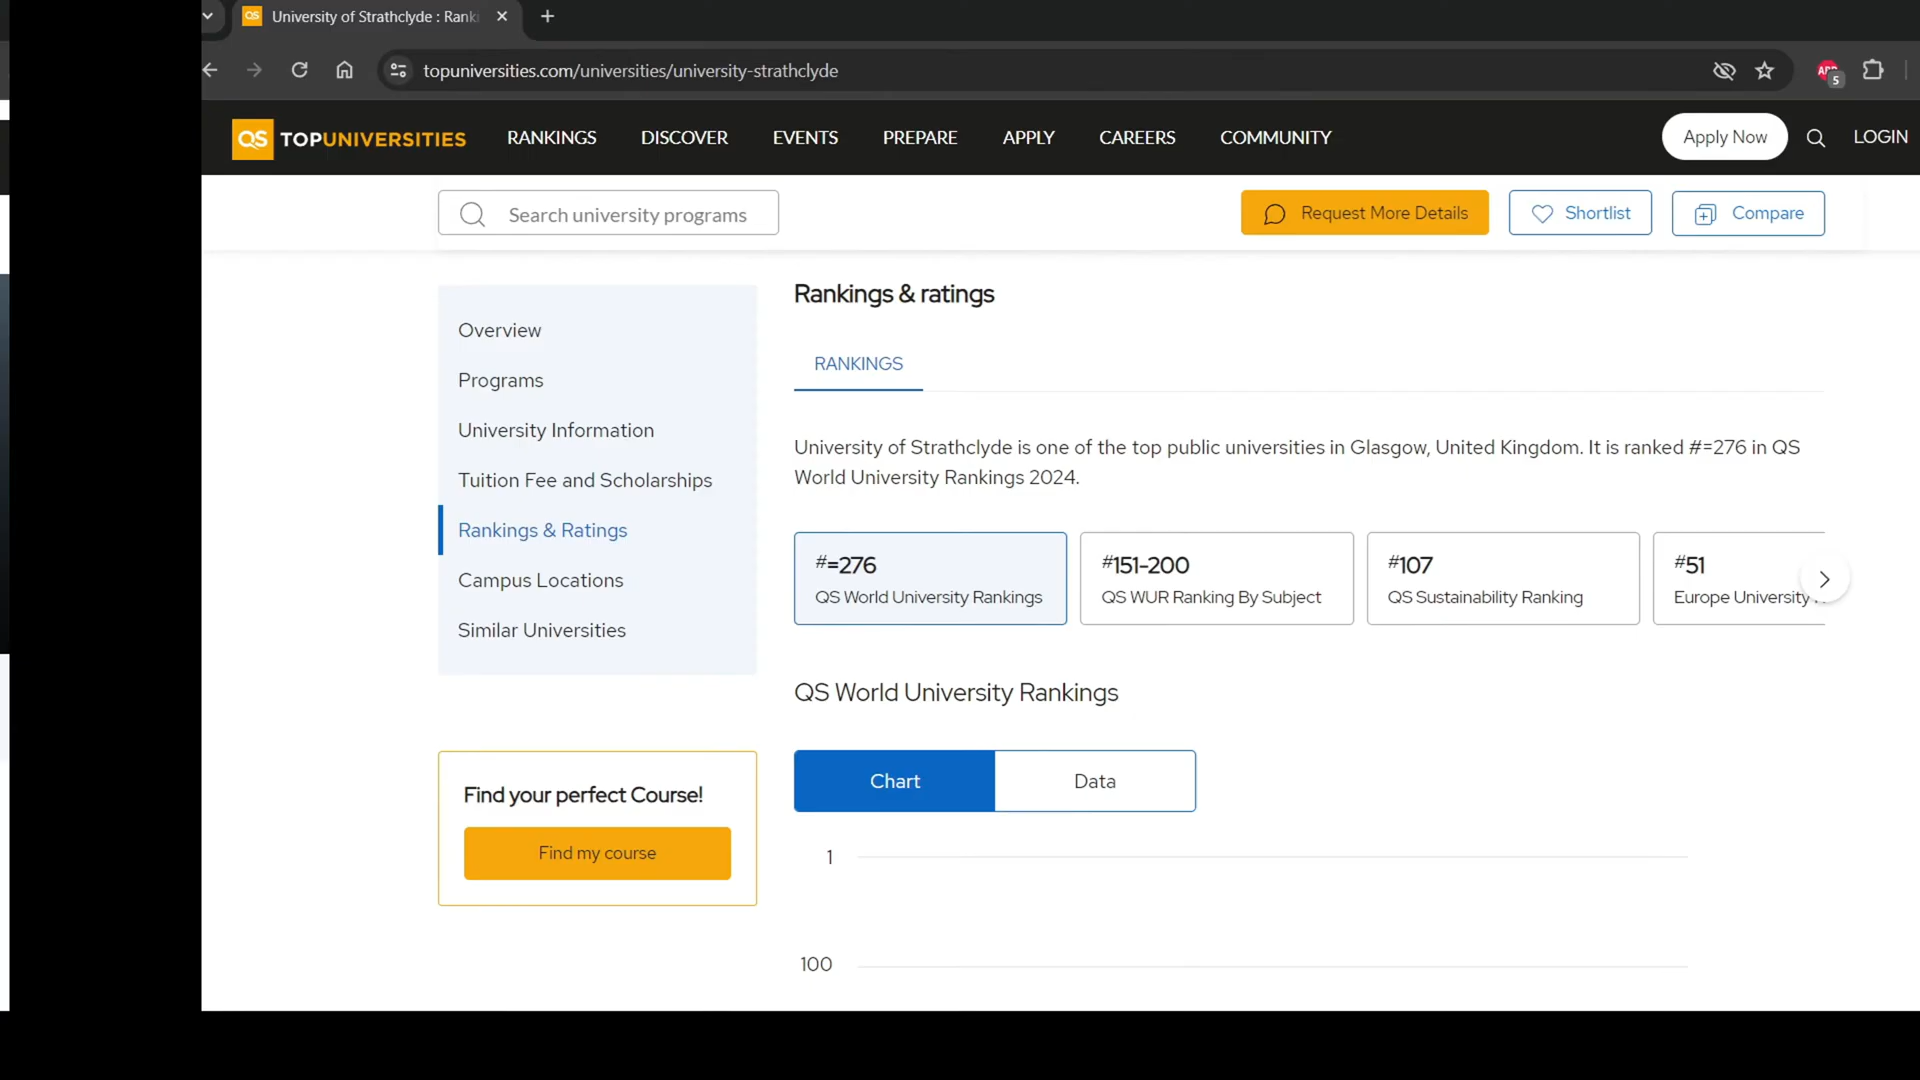 University of Strathclyde : Ranki
topuniversities.com/universities/university-strathclyde
ABP
5
QS TOPUNIVERSITIES
RANKINGS
DISCOVER
EVENTS
PREPARE
APPLY
CAREERS
COMMUNITY
Apply Now
LOGIN
Search university programs
Request More Details
Shortlist
Compare
Overview
Programs
University Information
Tuition Fee and Scholarships
Rankings & Ratings
Campus Locations
Similar Universities
Find your perfect Course!
Find my course
Rankings & ratings
RANKINGS
University of Strathclyde is one of the top public universities in Glasgow, United Kingdom. It is ranked #=276 in QS
World University Rankings 2024.
#=276
QS World University Rankings
#151-200
QS WUR Ranking By Subject
#107
QS Sustainability Ranking
#51
Europe University
QS World University Rankings
Chart
Data
1
100